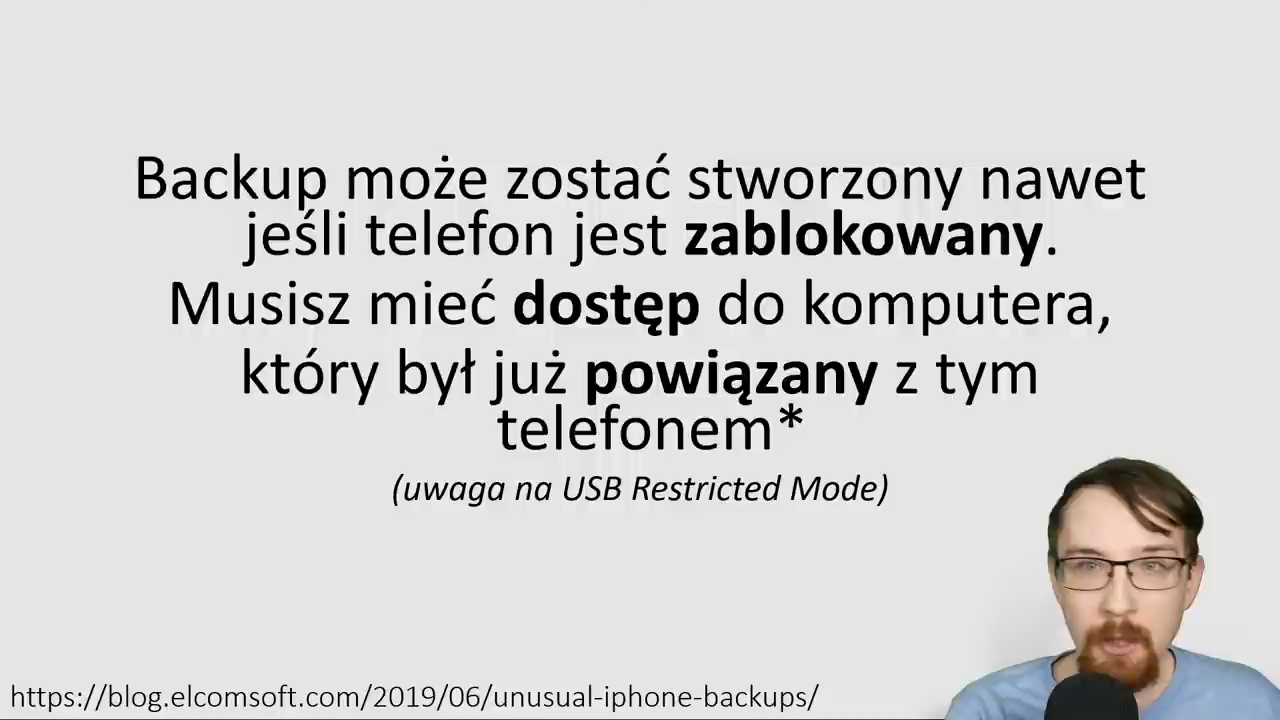 Backup może zostać stworzony nawet
jeśli telefon jest zablokowany.
Musisz mieć dostęp do komputera,
który był już powiązany z tym
telefonem*
(uwaga na USB Restricted Mode)
https://blog.elcomsoft.com/2019/06/unusual-iphone-backups/